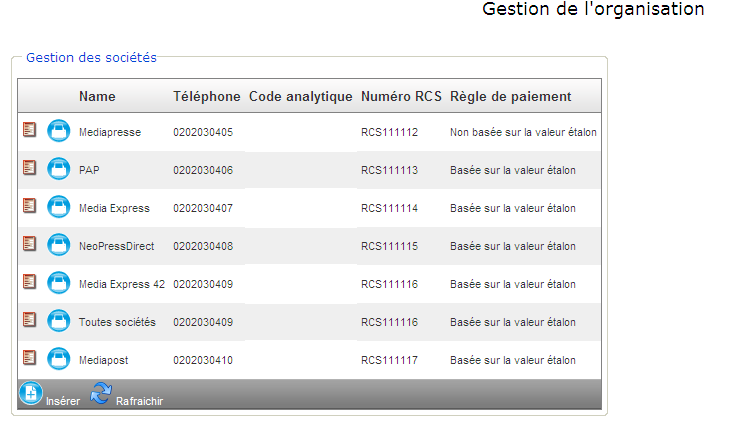 Gestion de l'organisation
Gestion des sociétés
Name Téléphone Code analytique Numéro RCS Règle de paiement
Mediapresse 0202030405 RCS111112 Non basée sur la valeur étalon
PAP 0202030406 RCS111113 Basée sur la valeur étalon
Media Express 0202030407 RCS111114 Basée sur la valeur étalon
NeoPressDirect 0202030408 RCS111115 Basée sur la valeur étalon
Media Express 42 0202030409 RCS111116 Basée sur la valeur étalon
Toutes sociétés 0202030409 RCS111116 Basée sur la valeur étalon
Mediapost 0202030410 RCS111117 Basée sur la valeur étalon
Insérer Rafraichir